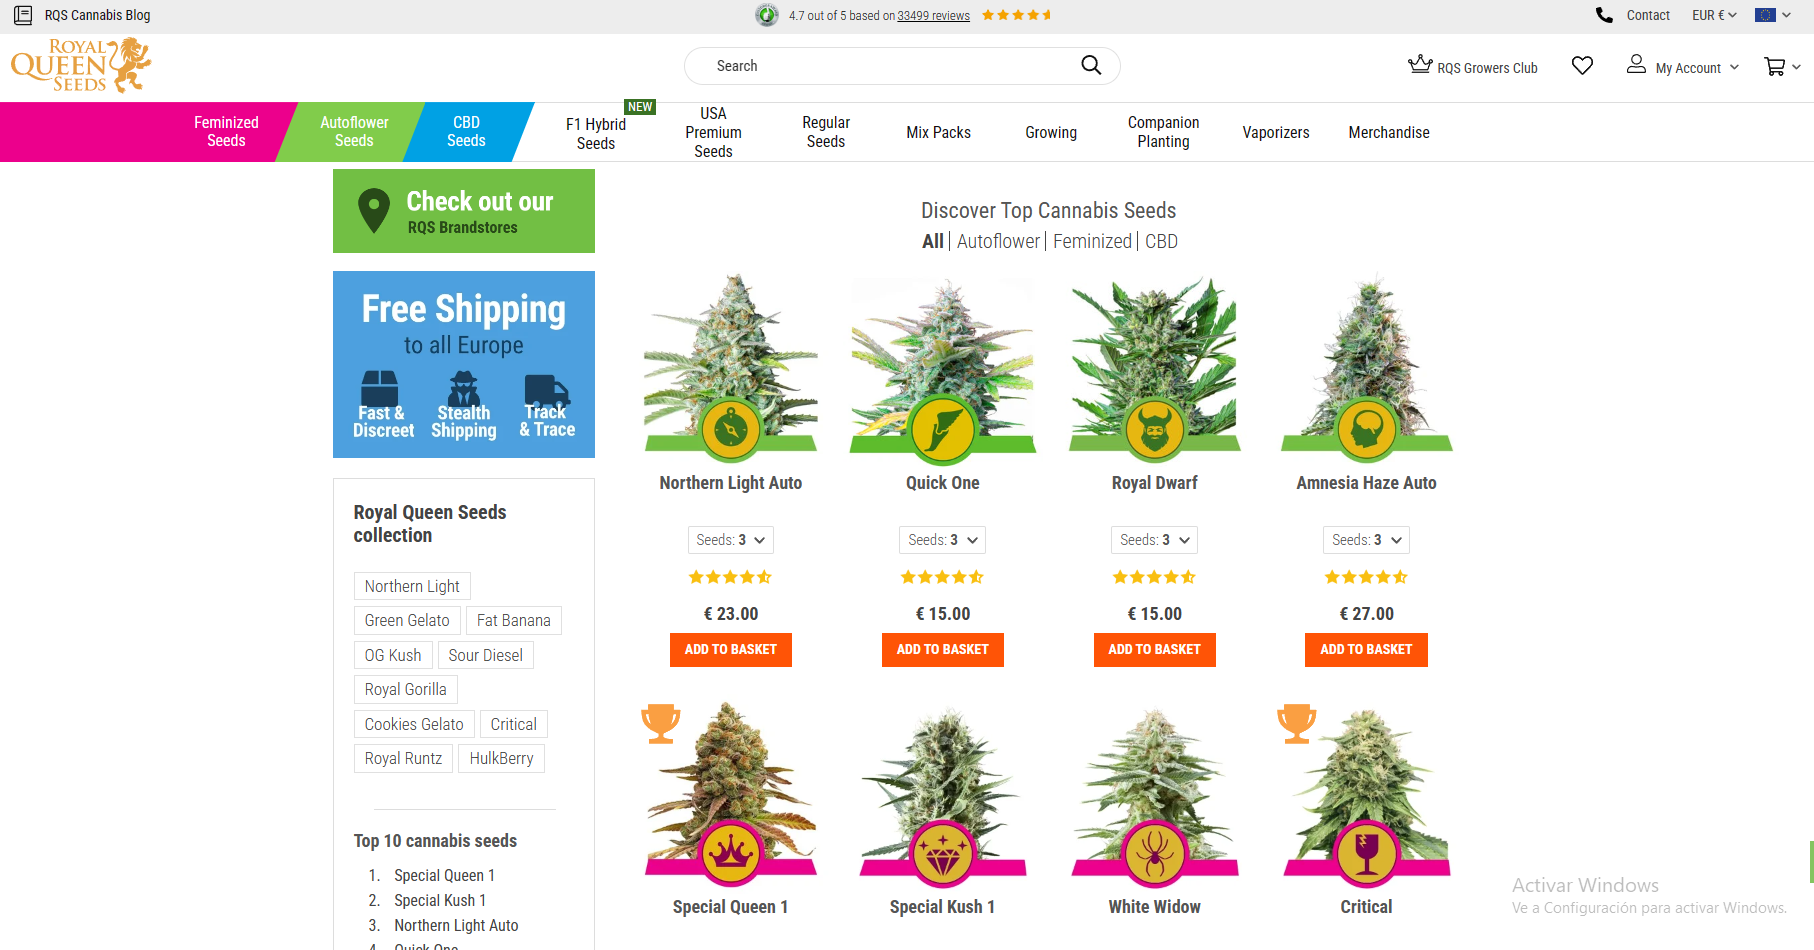 RQS Cannabis Blog
4.7 out of 5 based on 33499 reviews
Contact
EUR €
ROYAL
QUEEN
SEEDS
Search
RQS Growers Club
My Account
Feminized
Seeds
Autoflower
Seeds
CBD
Seeds
NEW
F1 Hybrid
Seeds
USA
Premium
Seeds
Regular
Seeds
Mix Packs
Growing
Companion
Planting
Vaporizers
Merchandise
Check out our
RQS Brandstores
Free Shipping
to all Europe
Fast &
Discreet
Stealth
Shipping
Track
& Trace
Royal Queen Seeds
collection
Northern Light
Green Gelato
Fat Banana
OG Kush
Sour Diesel
Royal Gorilla
Cookies Gelato
Critical
Royal Runtz
HulkBerry
Top 10 cannabis seeds
1. Special Queen 1
2. Special Kush 1
3. Northern Light Auto
4. Quick One
Discover Top Cannabis Seeds
All | Autoflower | Feminized | CBD
Northern Light Auto
Seeds: 3
€ 23.00
ADD TO BASKET
Quick One
Seeds: 3
€ 15.00
ADD TO BASKET
Royal Dwarf
Seeds: 3
€ 15.00
ADD TO BASKET
Amnesia Haze Auto
Seeds: 3
€ 27.00
ADD TO BASKET
Special Queen 1
Special Kush 1
White Widow
Critical
Activar Windows
Ve a Configuración para activar Windows.